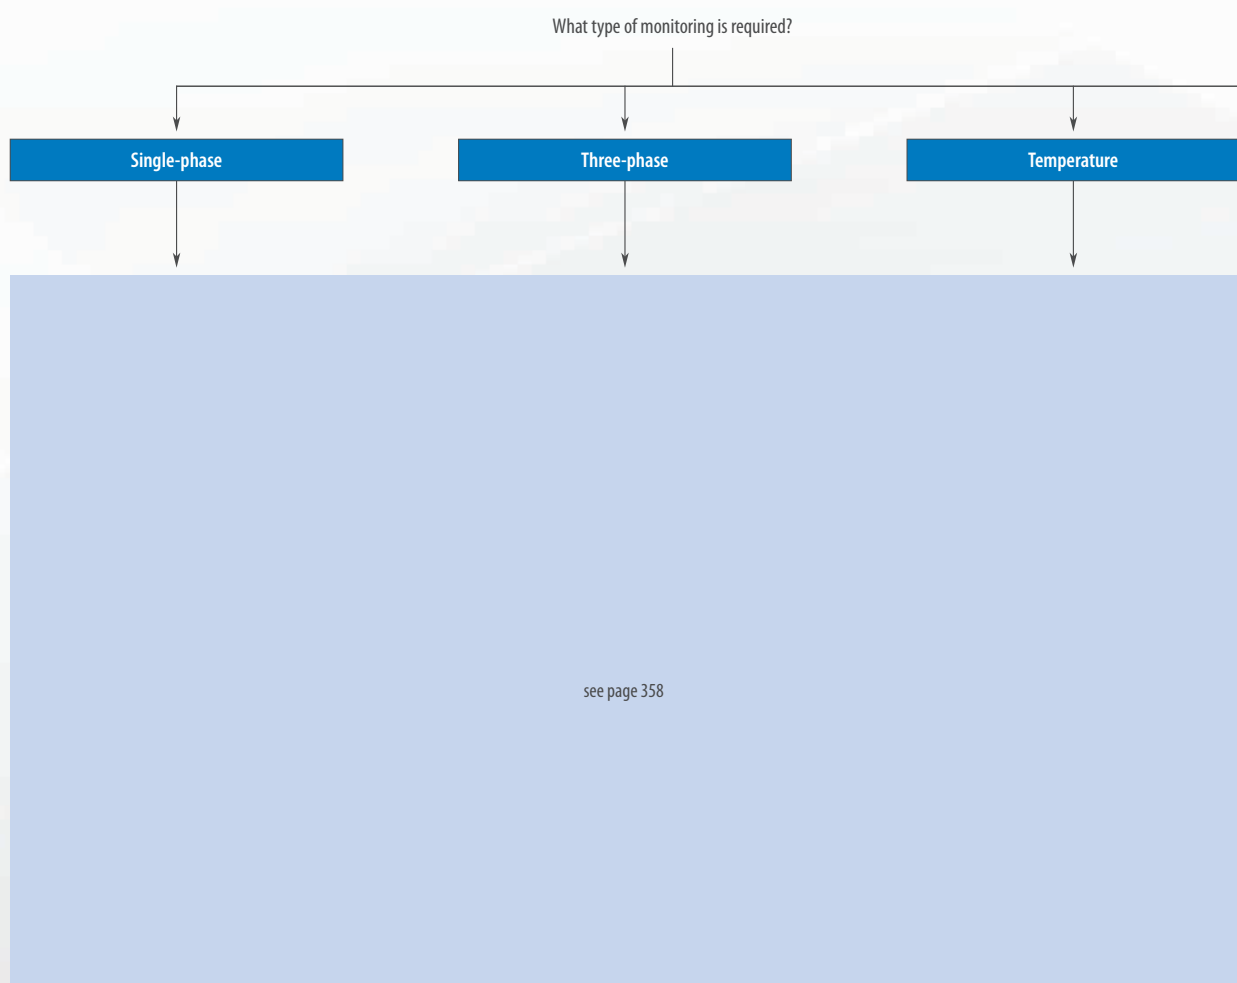 What type of monitoring is required?
Single-phase
Three-phase
Temperature
see page 358